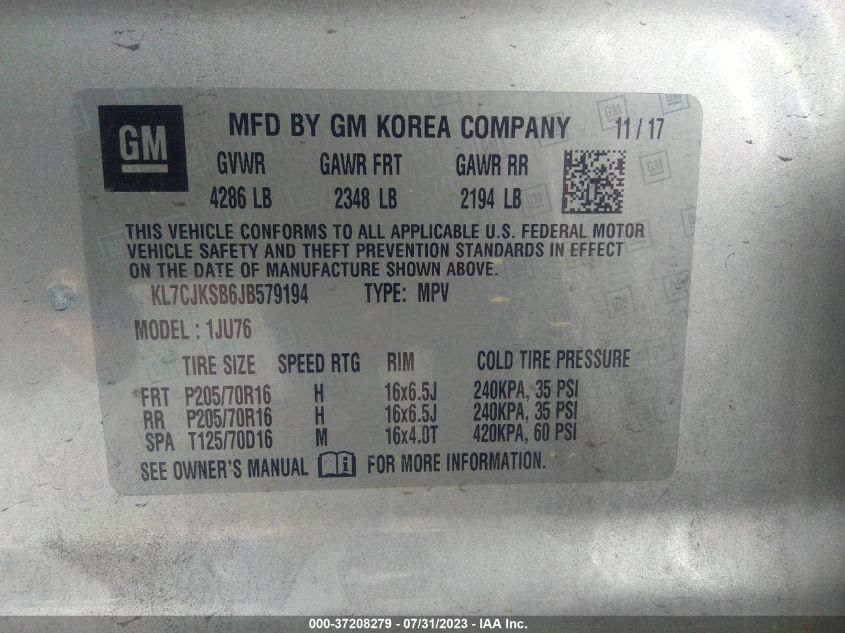 GM MFD BY GM KOREA COMPANY 11/17
GVWR GAWR FRT GAWR RR
4286 LB 2348 LB 2194 LB
THIS VEHICLE CONFORMS TO ALL APPLICABLE U.S. FEDERAL MOTOR
VEHICLE SAFETY AND THEFT PREVENTION STANDARDS IN EFFECT
ON THE DATE OF MANUFACTURE SHOWN ABOVE.
KL7CJKSB6JB579194 TYPE: MPV
MODEL : 1JU76
TIRE SIZE SPEED RTG RIM COLD TIRE PRESSURE
FRT P205/70R16 H 16x6.5J 240KPA, 35 PSI
RR P205/70R16 H 16x6.5J 240KPA, 35 PSI
SPA T125/70D16 M 16x4.0T 420KPA, 60 PSI
SEE OWNER'S MANUAL i FOR MORE INFORMATION.
000-37208279 - 07/31/2023 - IAA Inc.